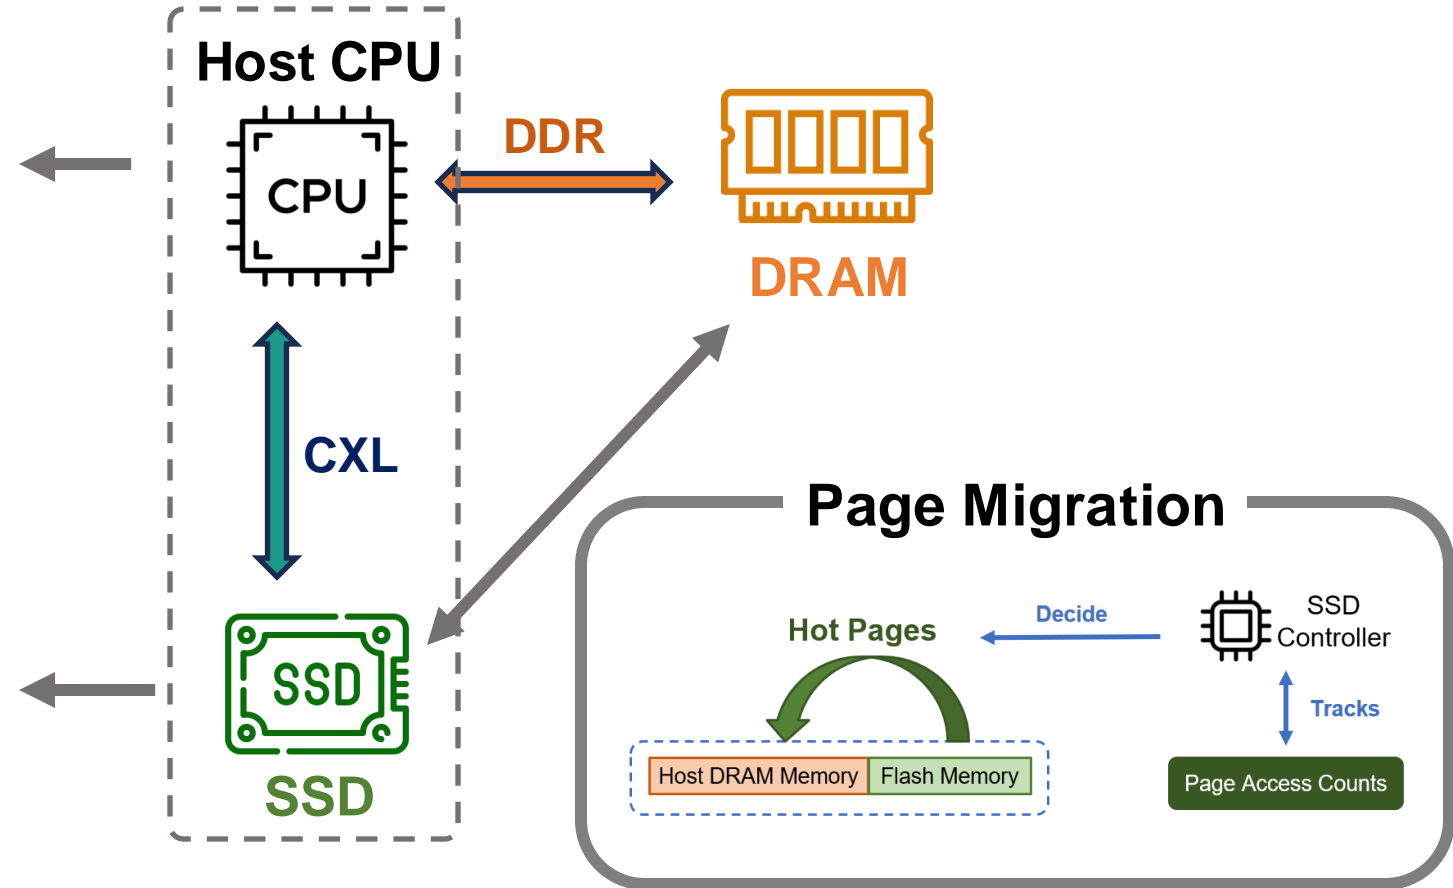 Host CPU
CPU
DDR
DRAM
CXL
SSD
SSD
Page Migration
Hot Pages
Decide
SSD
Controller
Tracks
Host DRAM Memory
Flash Memory
Page Access Counts